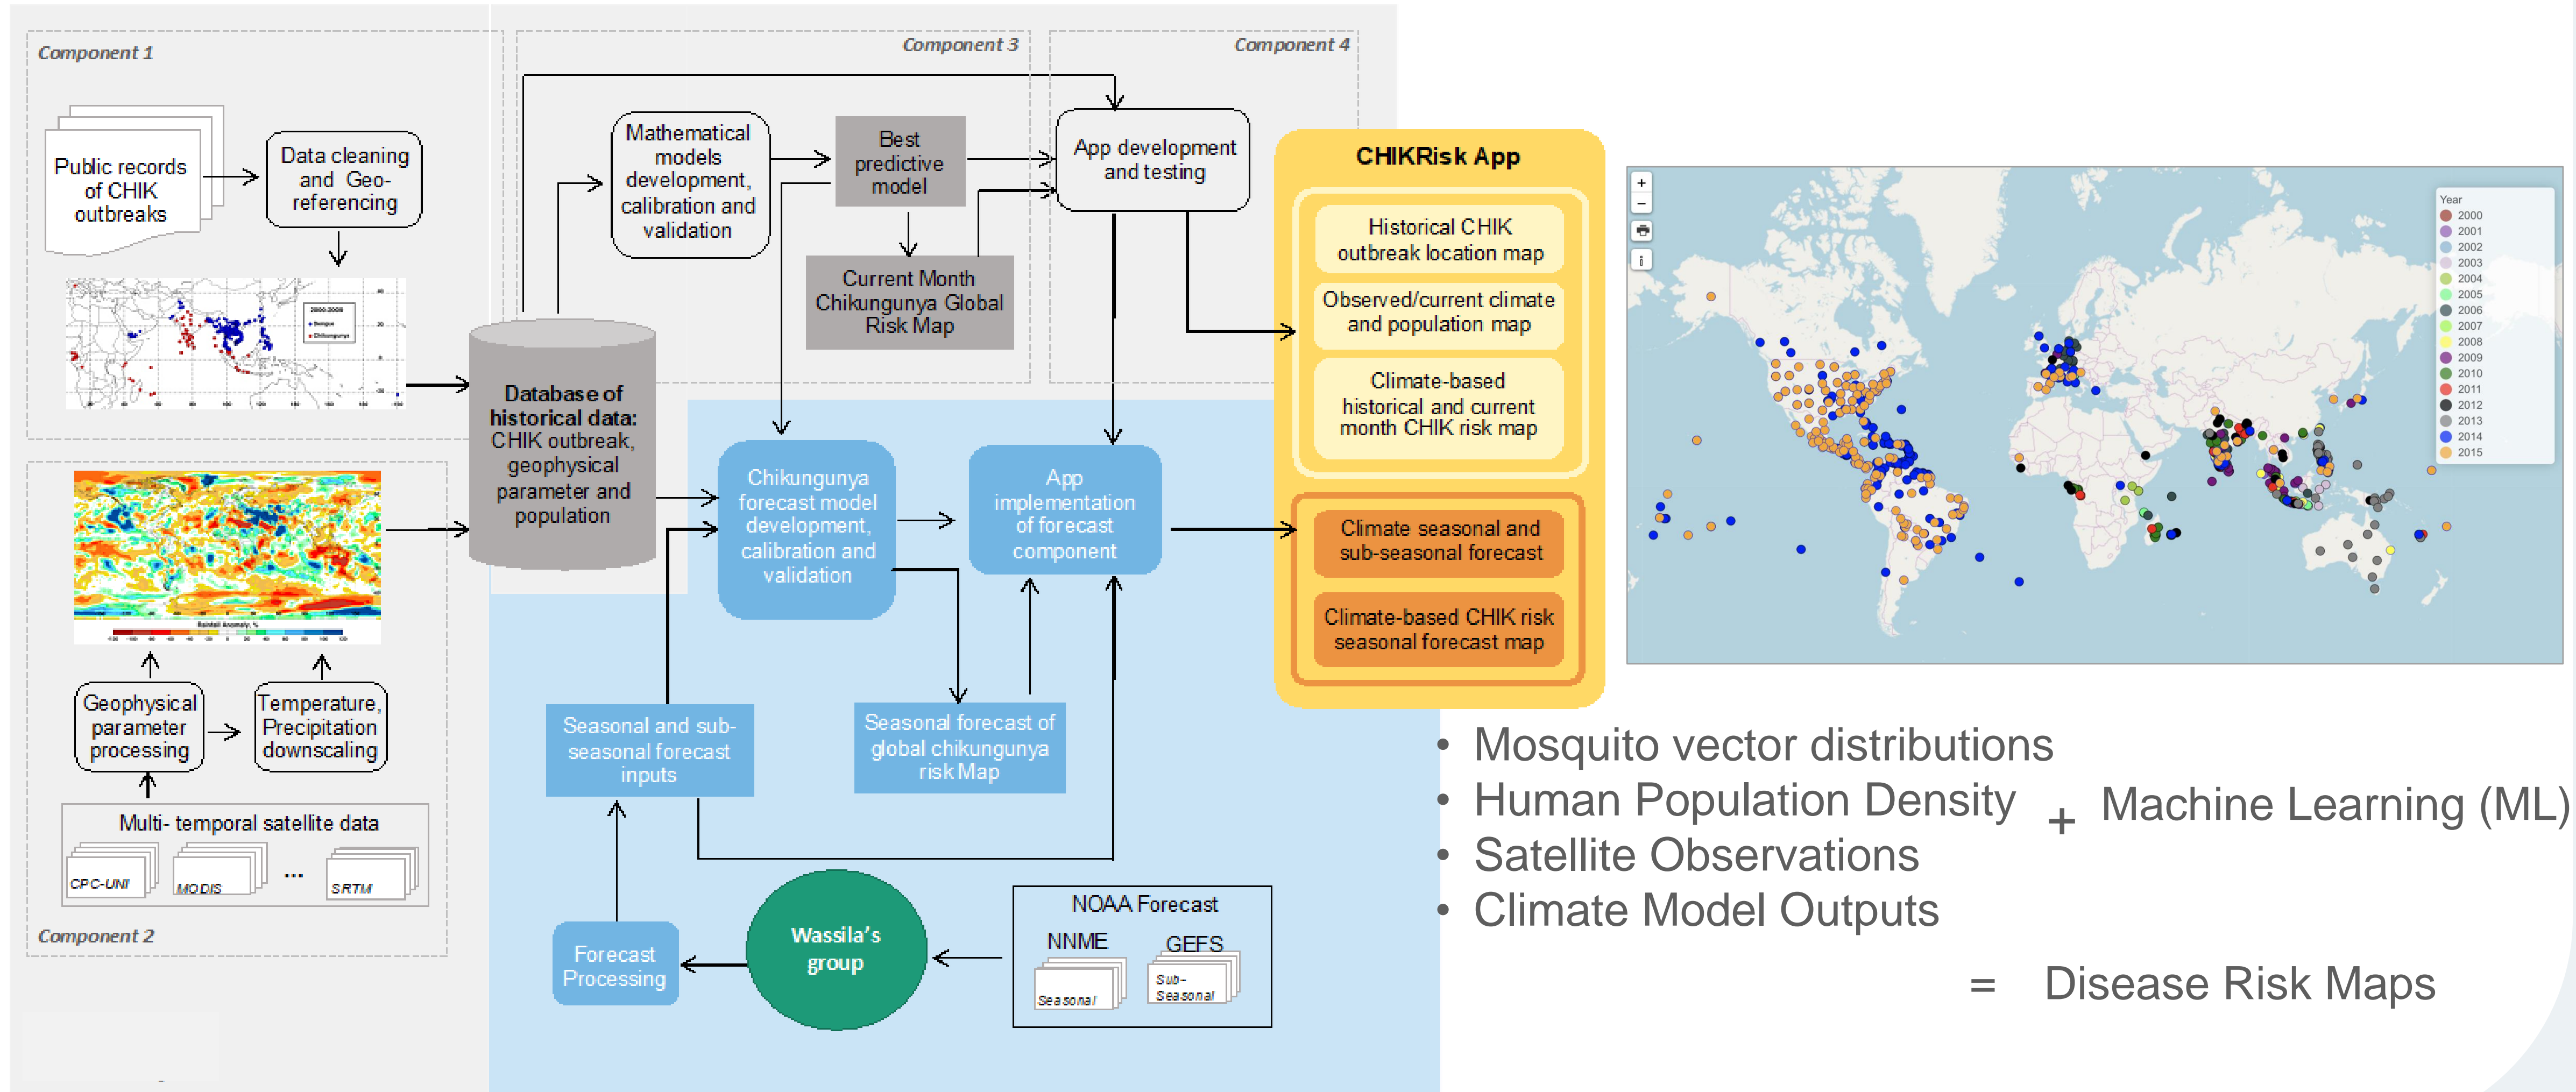 Component 1
Public records
of CHIK
outbreaks
Data cleaning
and Geo-
referencing
2000-2008
Dengue
Chikungunya
Component 2
Rainfall Anomaly, %
Geophysical
parameter
processing
Temperature,
Precipitation
downscaling
Multi- temporal satellite data
CPC-UNI
MODIS
...
SRTM
Database of
historical data:
CHIK outbreak,
geophysical
parameter and
population
Component 3
Mathematical
models
development,
calibration and
validation
Best
predictive
model
Current Month
Chikungunya Global
Risk Map
Component 4
App development
and testing
Chikungunya
forecast model
development,
calibration and
validation
App
implementation
of forecast
component
Seasonal and sub-
seasonal forecast
inputs
Seasonal forecast of
global chikungunya
risk Map
Forecast
Processing
Wassila's
group
NOAA Forecast
NNME
GEFS
Seasonal
Sub-
Seasonal
CHIKRisk App
Historical CHIK
outbreak location map
Observed/current climate
and population map
Climate-based
historical and current
month CHIK risk map
Climate seasonal and
sub-seasonal forecast
Climate-based CHIK risk
seasonal forecast map
+
−
i
Year
2000
2001
2002
2003
2004
2005
2006
2007
2008
2009
2010
2011
2012
2013
2014
2015
• Mosquito vector distributions
• Human Population Density
• Satellite Observations
• Climate Model Outputs
+ Machine Learning (ML)
= Disease Risk Maps